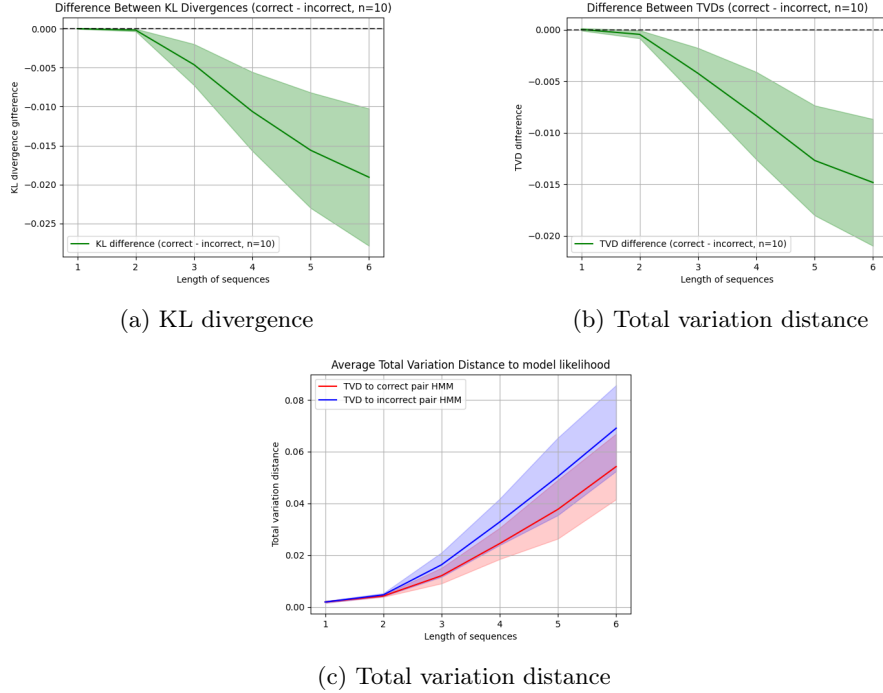 Difference Between KL Divergences (correct - incorrect, n=10)
0.000
−0.005
−0.010
−0.015
−0.020
−0.025
KL divergence difference
KL difference (correct - incorrect, n=10)
1 2 3 4 5 6
Length of sequences
(a) KL divergence
Difference Between TVDs (correct - incorrect, n=10)
0.000
−0.005
−0.010
−0.015
−0.020
TVD difference
TVD difference (correct - incorrect, n=10)
1 2 3 4 5 6
Length of sequences
(b) Total variation distance
Average Total Variation Distance to model likelihood
TVD to correct pair HMM
TVD to incorrect pair HMM
0.08
0.06
0.04
0.02
0.00
Total variation distance
1 2 3 4 5 6
Length of sequences
(c) Total variation distance